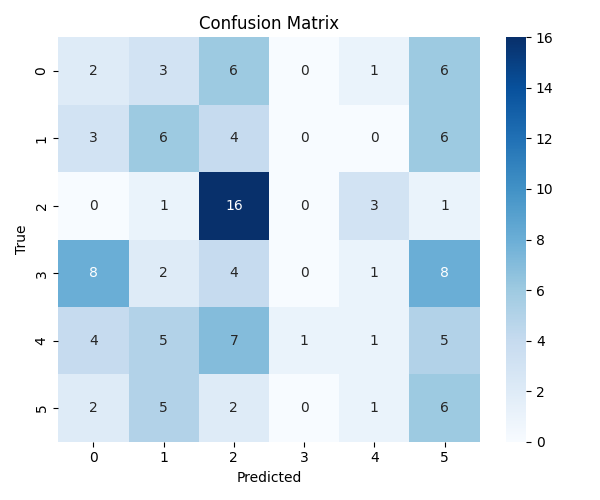 Confusion Matrix
0 2 3 6 0 1 6
1 3 6 4 0 0 6
2 0 1 16 0 3 1
3 8 2 4 0 1 8
4 4 5 7 1 1 5
5 2 5 2 0 1 6
0 1 2 3 4 5
Predicted
True
16
14
12
10
8
6
4
2
0